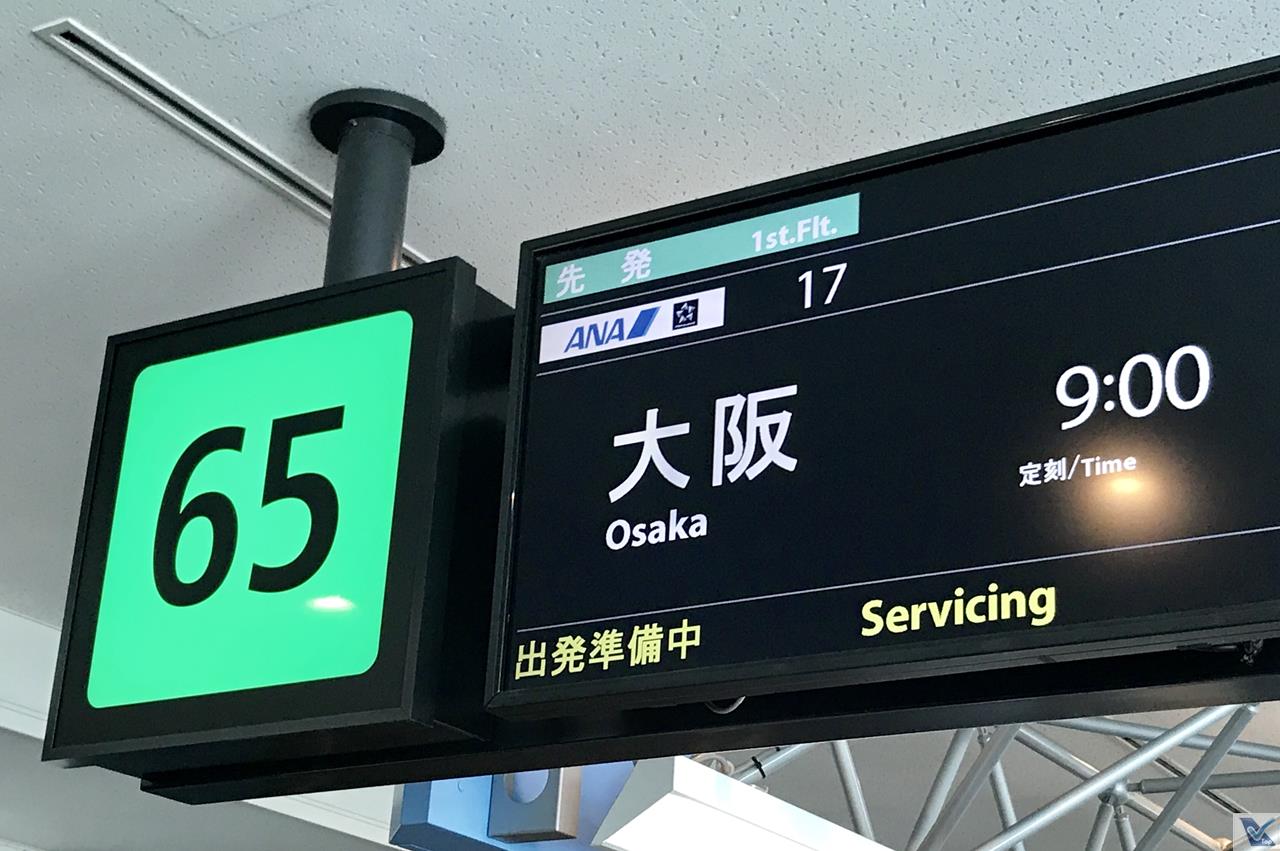 65
先 発 1st.Flt.
ANA 17
大阪 9:00
Osaka 定刻/Time
出発準備中 Servicing